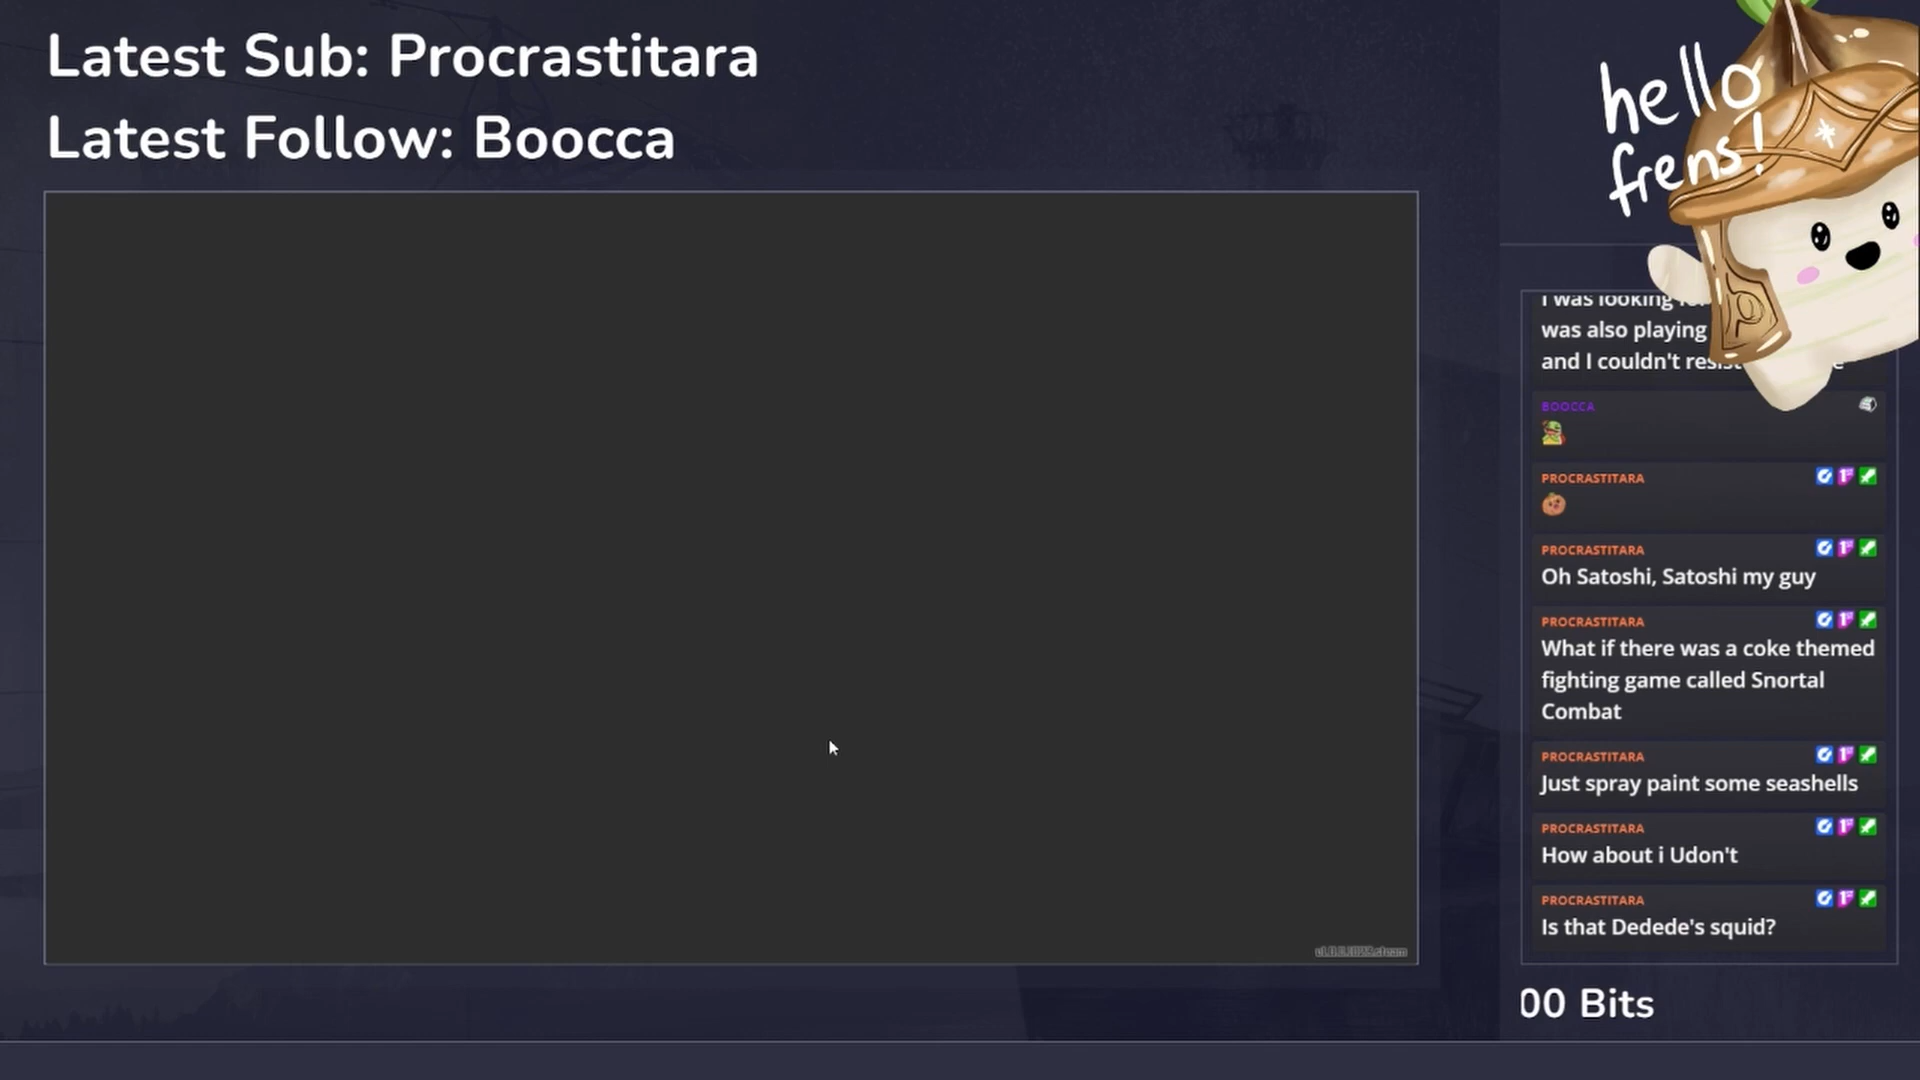 Latest Sub: Procrastitara
Latest Follow: Boocca
hello
frens!
I was looking
was also playing
and I couldn't
BOOCCA
PROCRASTITARA
PROCRASTITARA
Oh Satoshi, Satoshi my guy
PROCRASTITARA
What if there was a coke themed
fighting game called Snortal
Combat
PROCRASTITARA
Just spray paint some seashells
PROCRASTITARA
How about i Udon't
PROCRASTITARA
Is that Dedede's squid?
00 Bits